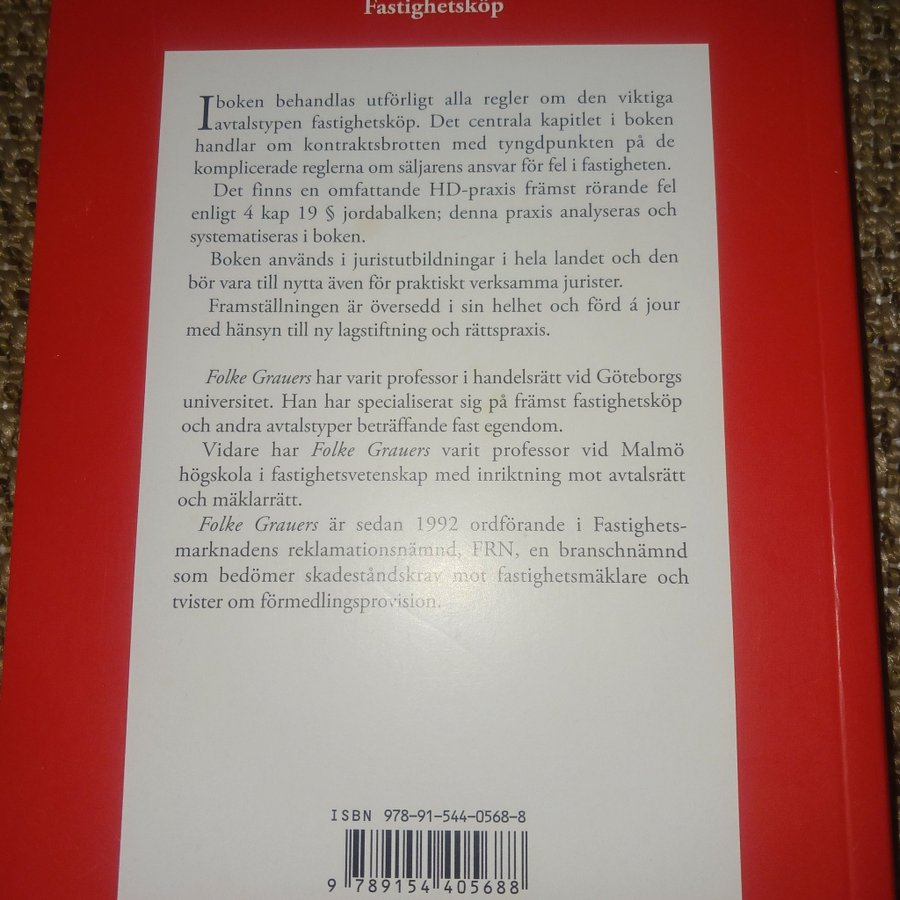 Fastighetsköp
I boken behandlas utförligt alla regler om den viktiga
avtalstypen fastighetsköp. Det centrala kapitlet i boken
handlar om kontraktsbrotten med tyngdpunkten på de
komplicerade reglerna om säljarens ansvar för fel i fastigheten.
Det finns en omfattande HD-praxis främst rörande fel
enligt 4 kap 19 § jordabalken; denna praxis analyseras och
systematiseras i boken.
Boken används i juristutbildningar i hela landet och den
bör vara till nytta även för praktiskt verksamma jurister.
Framställningen är översedd i sin helhet och förd á jour
med hänsyn till ny lagstiftning och rättspraxis.
Folke Grauers har varit professor i handelsrätt vid Göteborgs
universitet. Han har specialiserat sig på främst fastighetsköp
och andra avtalstyper beträffande fast egendom.
Vidare har Folke Grauers varit professor vid Malmö
högskola i fastighetsvetenskap med inriktning mot avtalsrätt
och mäklarrätt.
Folke Grauers är sedan 1992 ordförande i Fastighets-
marknadens reklamationsnämnd, FRN, en branschnämnd
som bedömer skadeståndskrav mot fastighetsmäklare och
tvister om förmedlingsprovision.
ISBN 978-91-544-0568-8
9 789154 405688